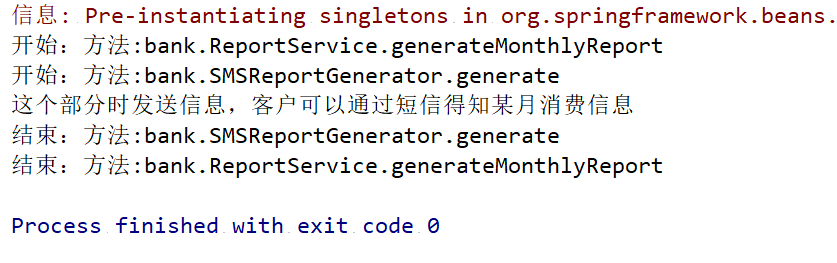 信息: Pre-instantiating singletons in org.springframework.beans.
开始: 方法:bank.ReportService.generateMonthlyReport
开始: 方法:bank.SMSReportGenerator.generate
这个部分时发送信息，客户可以通过短信得知某月消费信息
结束: 方法:bank.SMSReportGenerator.generate
结束: 方法:bank.ReportService.generateMonthlyReport
Process finished with exit code 0